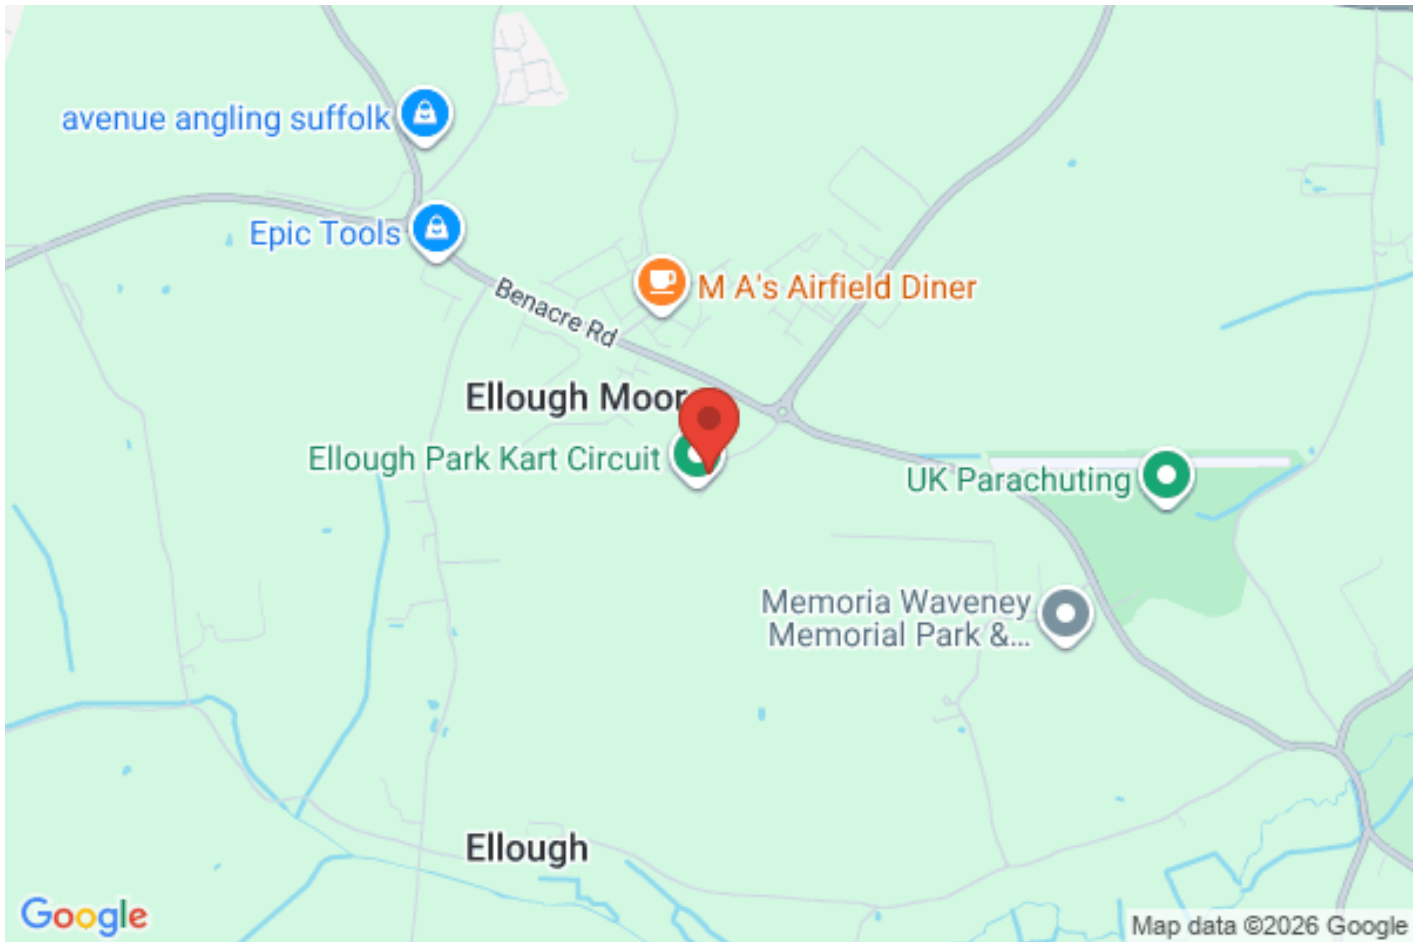 avenue angling suffolk
Epic Tools
M A's Airfield Diner
Benacre Rd
Ellough Moor
Ellough Park Kart Circuit
UK Parachuting
Memoria Waveney
Memorial Park &...
Ellough
Google
Map data ©2026 Google